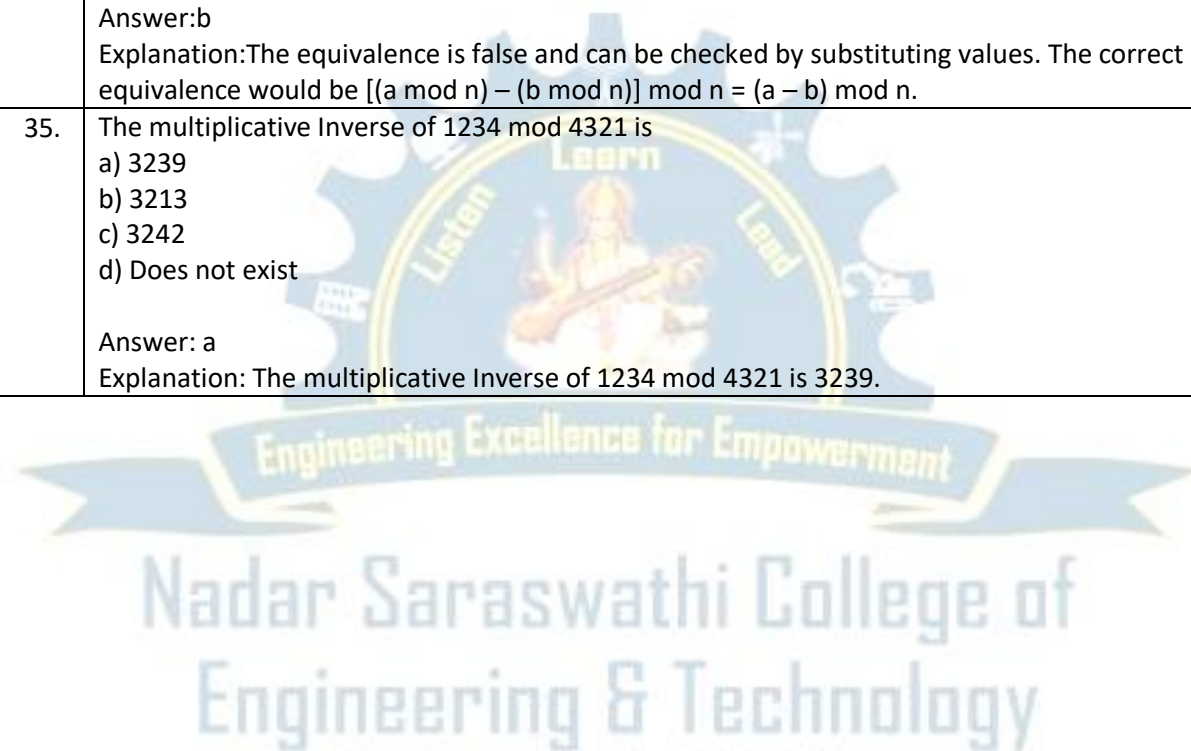 Answer:b
Explanation:The equivalence is false and can be checked by substituting values. The correct
equivalence would be [(a mod n) – (b mod n)] mod n = (a – b) mod n.
35. The multiplicative Inverse of 1234 mod 4321 is
a) 3239
b) 3213
c) 3242
d) Does not exist
Answer: a
Explanation: The multiplicative Inverse of 1234 mod 4321 is 3239.
Listen
Learn
Lead
Engineering Excellence for Empowerment
Nadar Saraswathi College of
Engineering & Technology